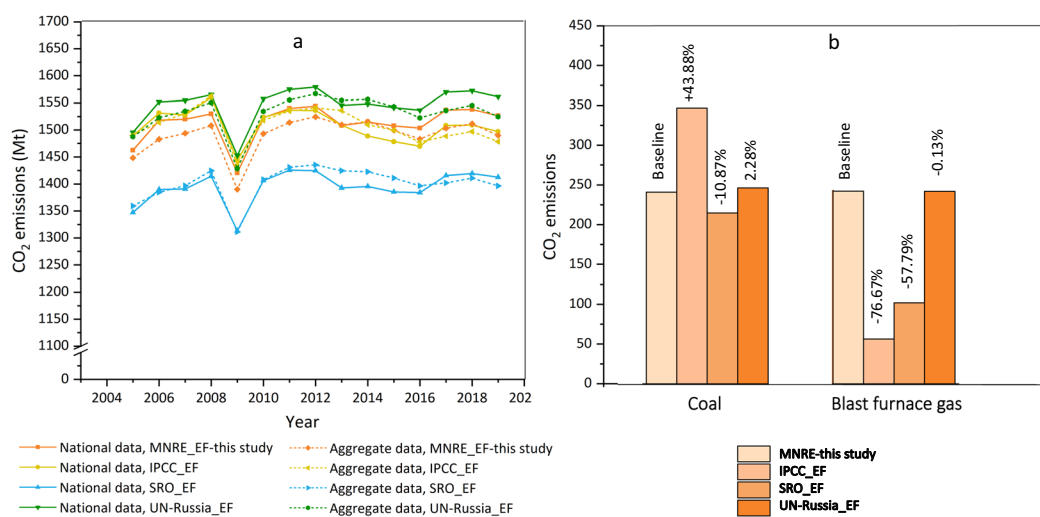 a
CO2 emissions (Mt)
1700
1650
1600
1550
1500
1450
1400
1350
1300
1250
1200
1150
1100
0
2004 2006 2008 2010 2012 2014 2016 2018 202
Year
National data, MNRE_EF-this study
National data, IPCC_EF
National data, SRO_EF
National data, UN-Russia_EF
Aggregate data, MNRE_EF-this study
Aggregate data, IPCC_EF
Aggregate data, SRO_EF
Aggregate data, UN-Russia_EF
b
CO2 emissions
450
400
350
300
250
200
150
100
50
0
Baseline
+43.88%
-10.87%
2.28%
Baseline
-76.67%
-57.79%
-0.13%
Coal
Blast furnace gas
MNRE-this study
IPCC_EF
SRO_EF
UN-Russia_EF